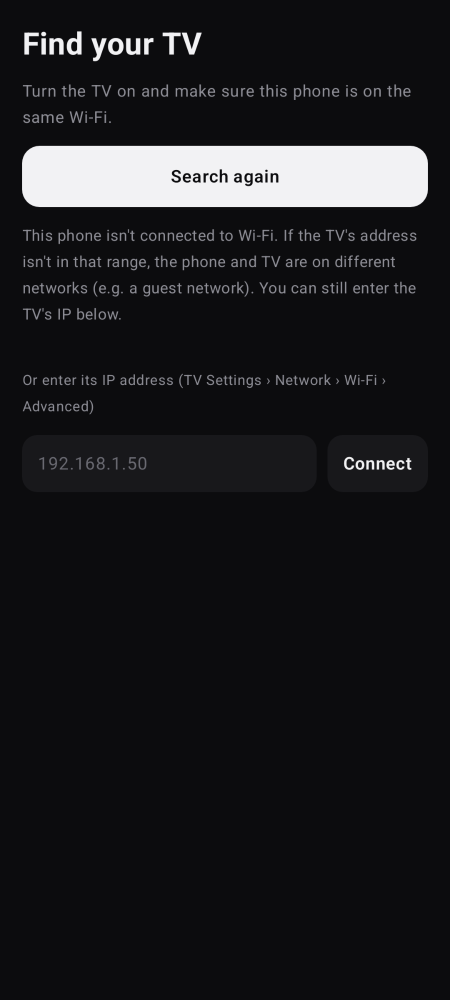 Find your TV
Turn the TV on and make sure this phone is on the
same Wi-Fi.
Search again
This phone isn't connected to Wi-Fi. If the TV's address
isn't in that range, the phone and TV are on different
networks (e.g. a guest network). You can still enter the
TV's IP below.
Or enter its IP address (TV Settings › Network › Wi-Fi ›
Advanced)
192.168.1.50
Connect